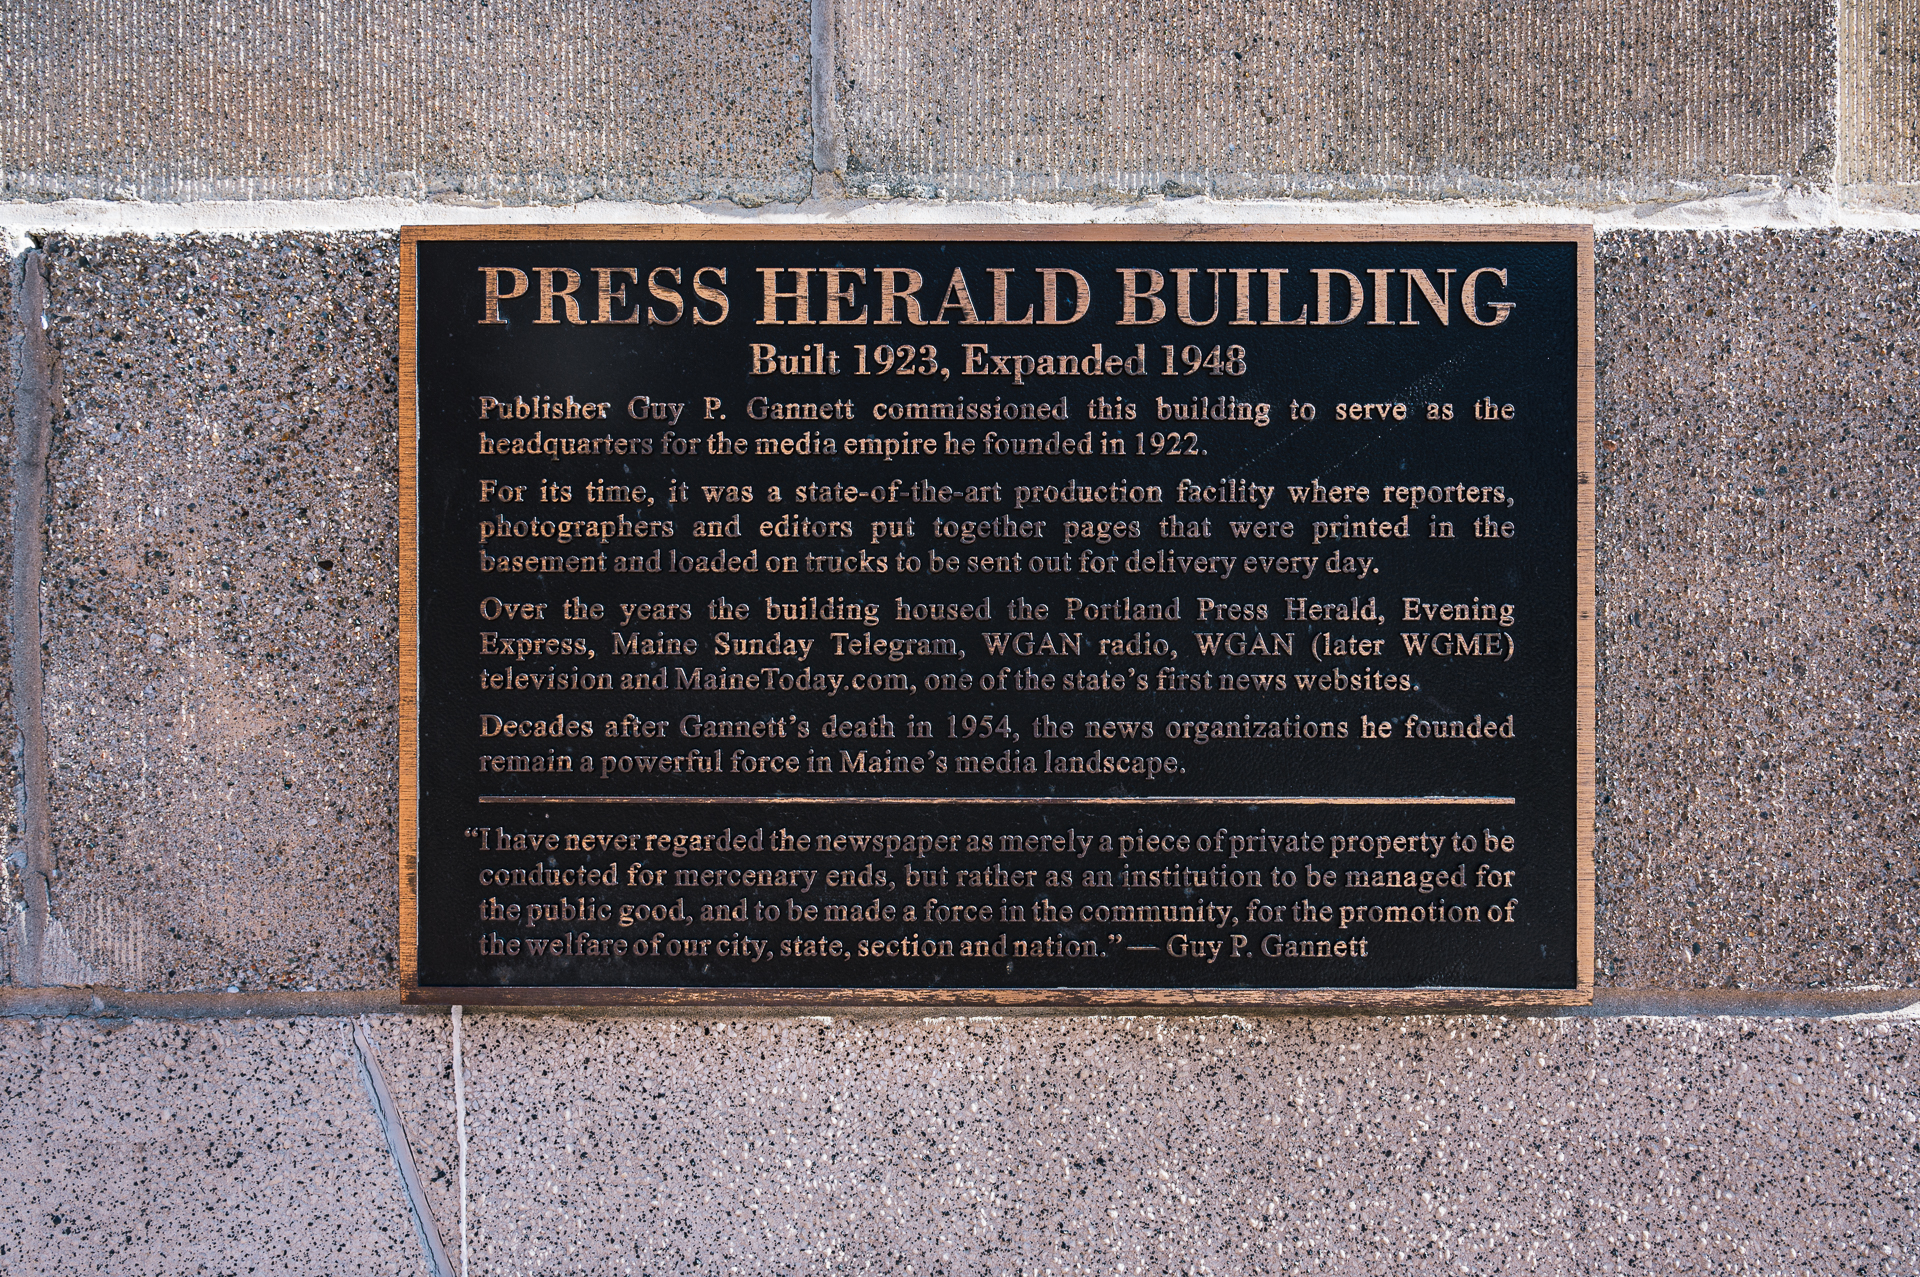 PRESS HERALD BUILDING
Built 1923, Expanded 1948
Publisher Guy P. Gannett commissioned this building to serve as the
headquarters for the media empire he founded in 1922.
For its time, it was a state-of-the-art production facility where reporters,
photographers and editors put together pages that were printed in the
basement and loaded on trucks to be sent out for delivery every day.
Over the years the building housed the Portland Press Herald, Evening
Express, Maine Sunday Telegram, WGAN radio, WGAN (later WGME)
television and MaineToday.com, one of the state’s first news websites.
Decades after Gannett’s death in 1954, the news organizations he founded
remain a powerful force in Maine’s media landscape.
“I have never regarded the newspaper as merely a piece of private property to be
conducted for mercenary ends, but rather as an institution to be managed for
the public good, and to be made a force in the community, for the promotion of
the welfare of our city, state, section and nation.” — Guy P. Gannett